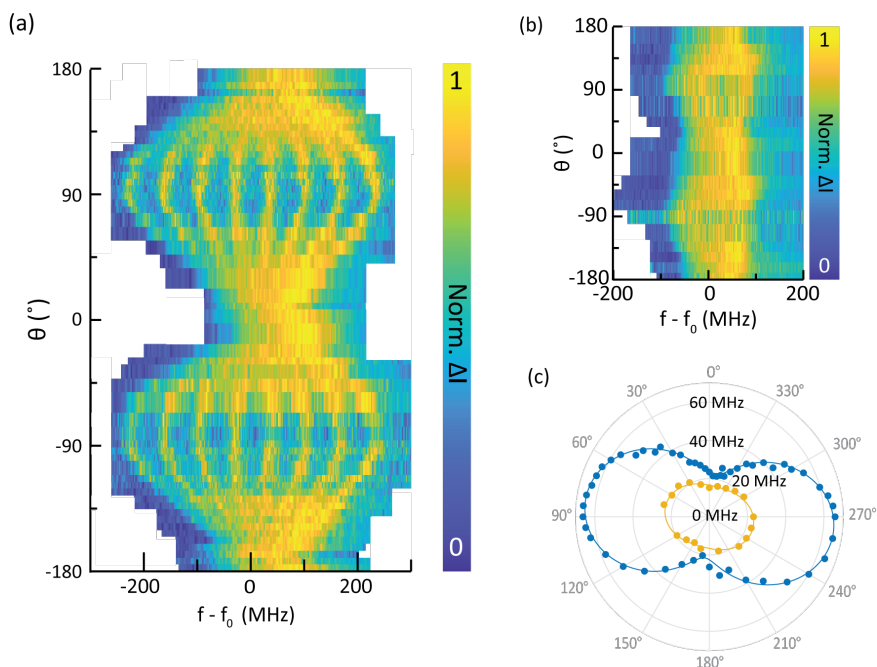 (a)
180
90
0
-90
-180
θ (°)
-200
0
200
f - f₀ (MHz)
1
Norm. ΔI
0
(b)
180
90
0
-90
-180
θ (°)
-200
0
200
f - f₀ (MHz)
1
Norm. ΔI
0
(c)
0°
30°
330°
60 MHz
60°
40 MHz
300°
20 MHz
90°
0 MHz
270°
120°
240°
150°
210°
180°